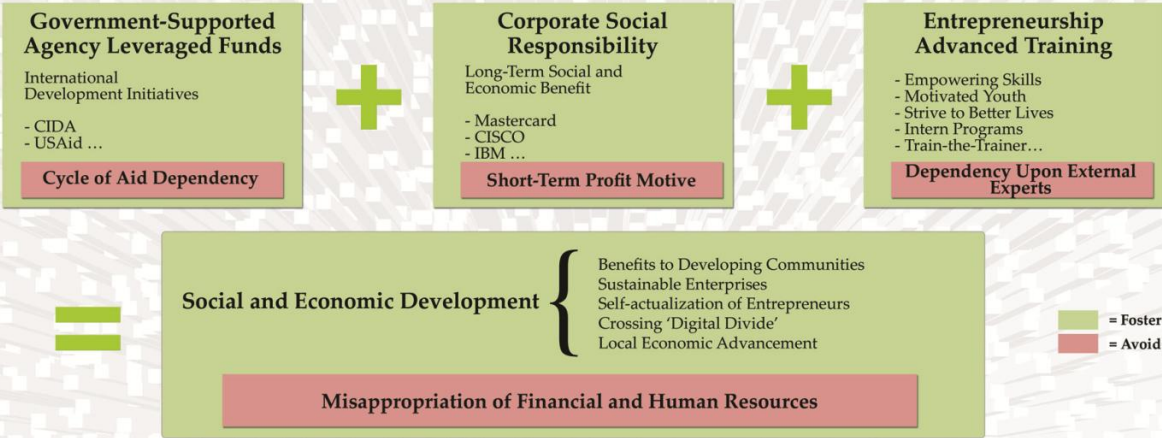 Government-Supported
Agency Leveraged Funds
International
Development Initiatives
- CIDA
- USAid ...
Cycle of Aid Dependency
+
Corporate Social
Responsibility
Long-Term Social and
Economic Benefit
- Mastercard
- CISCO
- IBM ...
Short-Term Profit Motive
+
Entrepreneurship
Advanced Training
- Empowering Skills
- Motivated Youth
- Strive to Better Lives
- Intern Programs
- Train-the-Trainer...
Dependency Upon External
Experts
=
Social and Economic Development {
Benefits to Developing Communities
Sustainable Enterprises
Self-actualization of Entrepreneurs
Crossing ‘Digital Divide’
Local Economic Advancement
Misappropriation of Financial and Human Resources
= Foster
= Avoid